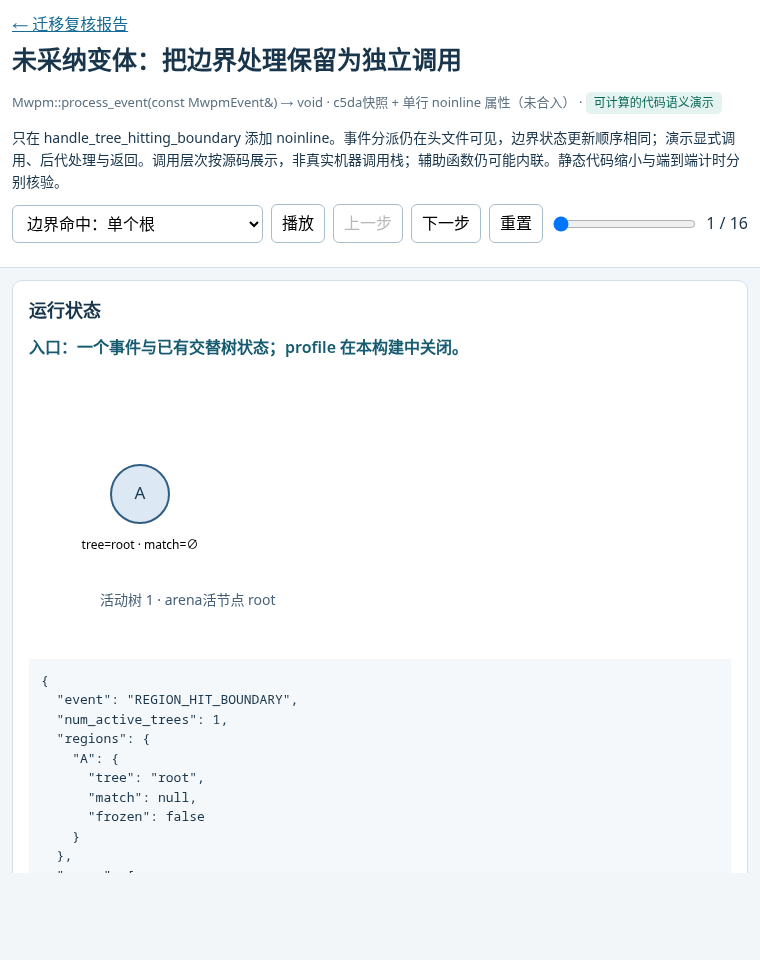 ← 迁移复核报告
未采纳变体：把边界处理保留为独立调用
Mwpm::process_event(const MwpmEvent&) → void · c5da快照 + 单行 noinline 属性（未合入） · 可计算的代码语义演示
只在 handle_tree_hitting_boundary 添加 noinline。事件分派仍在头文件可见，边界状态更新顺序相同；演示显式调
用、后代处理与返回。调用层次按源码展示，非真实机器调用栈；辅助函数仍可能内联。静态代码缩小与端到端计时分
别核验。
边界命中：单个根 播放 上一步 下一步 重置 1 / 16
运行状态
入口：一个事件与已有交替树状态；profile 在本构建中关闭。
A
tree=root · match=∅
活动树 1 · arena活节点 root
{
"event": "REGION_HIT_BOUNDARY",
"num_active_trees": 1,
"regions": {
"A": {
"tree": "root",
"match": null,
"frozen": false
}
},